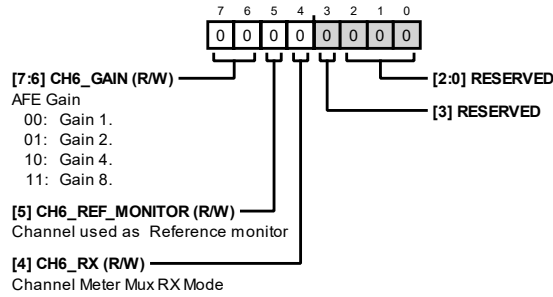 7 6 5 4 3 2 1 0
0 0 0 0 0 0 0 0
[7:6] CH6_GAIN (R/W)
AFE Gain
00: Gain 1.
01: Gain 2.
10: Gain 4.
11: Gain 8.
[5] CH6_REF_MONITOR (R/W)
Channel used as Reference monitor
[4] CH6_RX (R/W)
Channel Meter Mux RX Mode
[2:0] RESERVED
[3] RESERVED